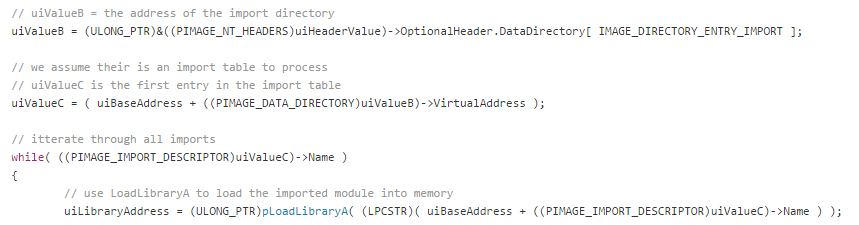 // uiValueB = the address of the import directory
uiValueB = (ULONG_PTR)&((PIMAGE_NT_HEADERS)uiHeaderValue)->OptionalHeader.DataDirectory[ IMAGE_DIRECTORY_ENTRY_IMPORT ];
// we assume their is an import table to process
// uiValueC is the first entry in the import table
uiValueC = ( uiBaseAddress + ((PIMAGE_DATA_DIRECTORY)uiValueB)->VirtualAddress );
// itterate through all imports
while( ((PIMAGE_IMPORT_DESCRIPTOR)uiValueC)->Name )
{
// use LoadLibraryA to load the imported module into memory
uiLibraryAddress = (ULONG_PTR)pLoadLibraryA( (LPCSTR)( uiBaseAddress + ((PIMAGE_IMPORT_DESCRIPTOR)uiValueC)->Name ) );